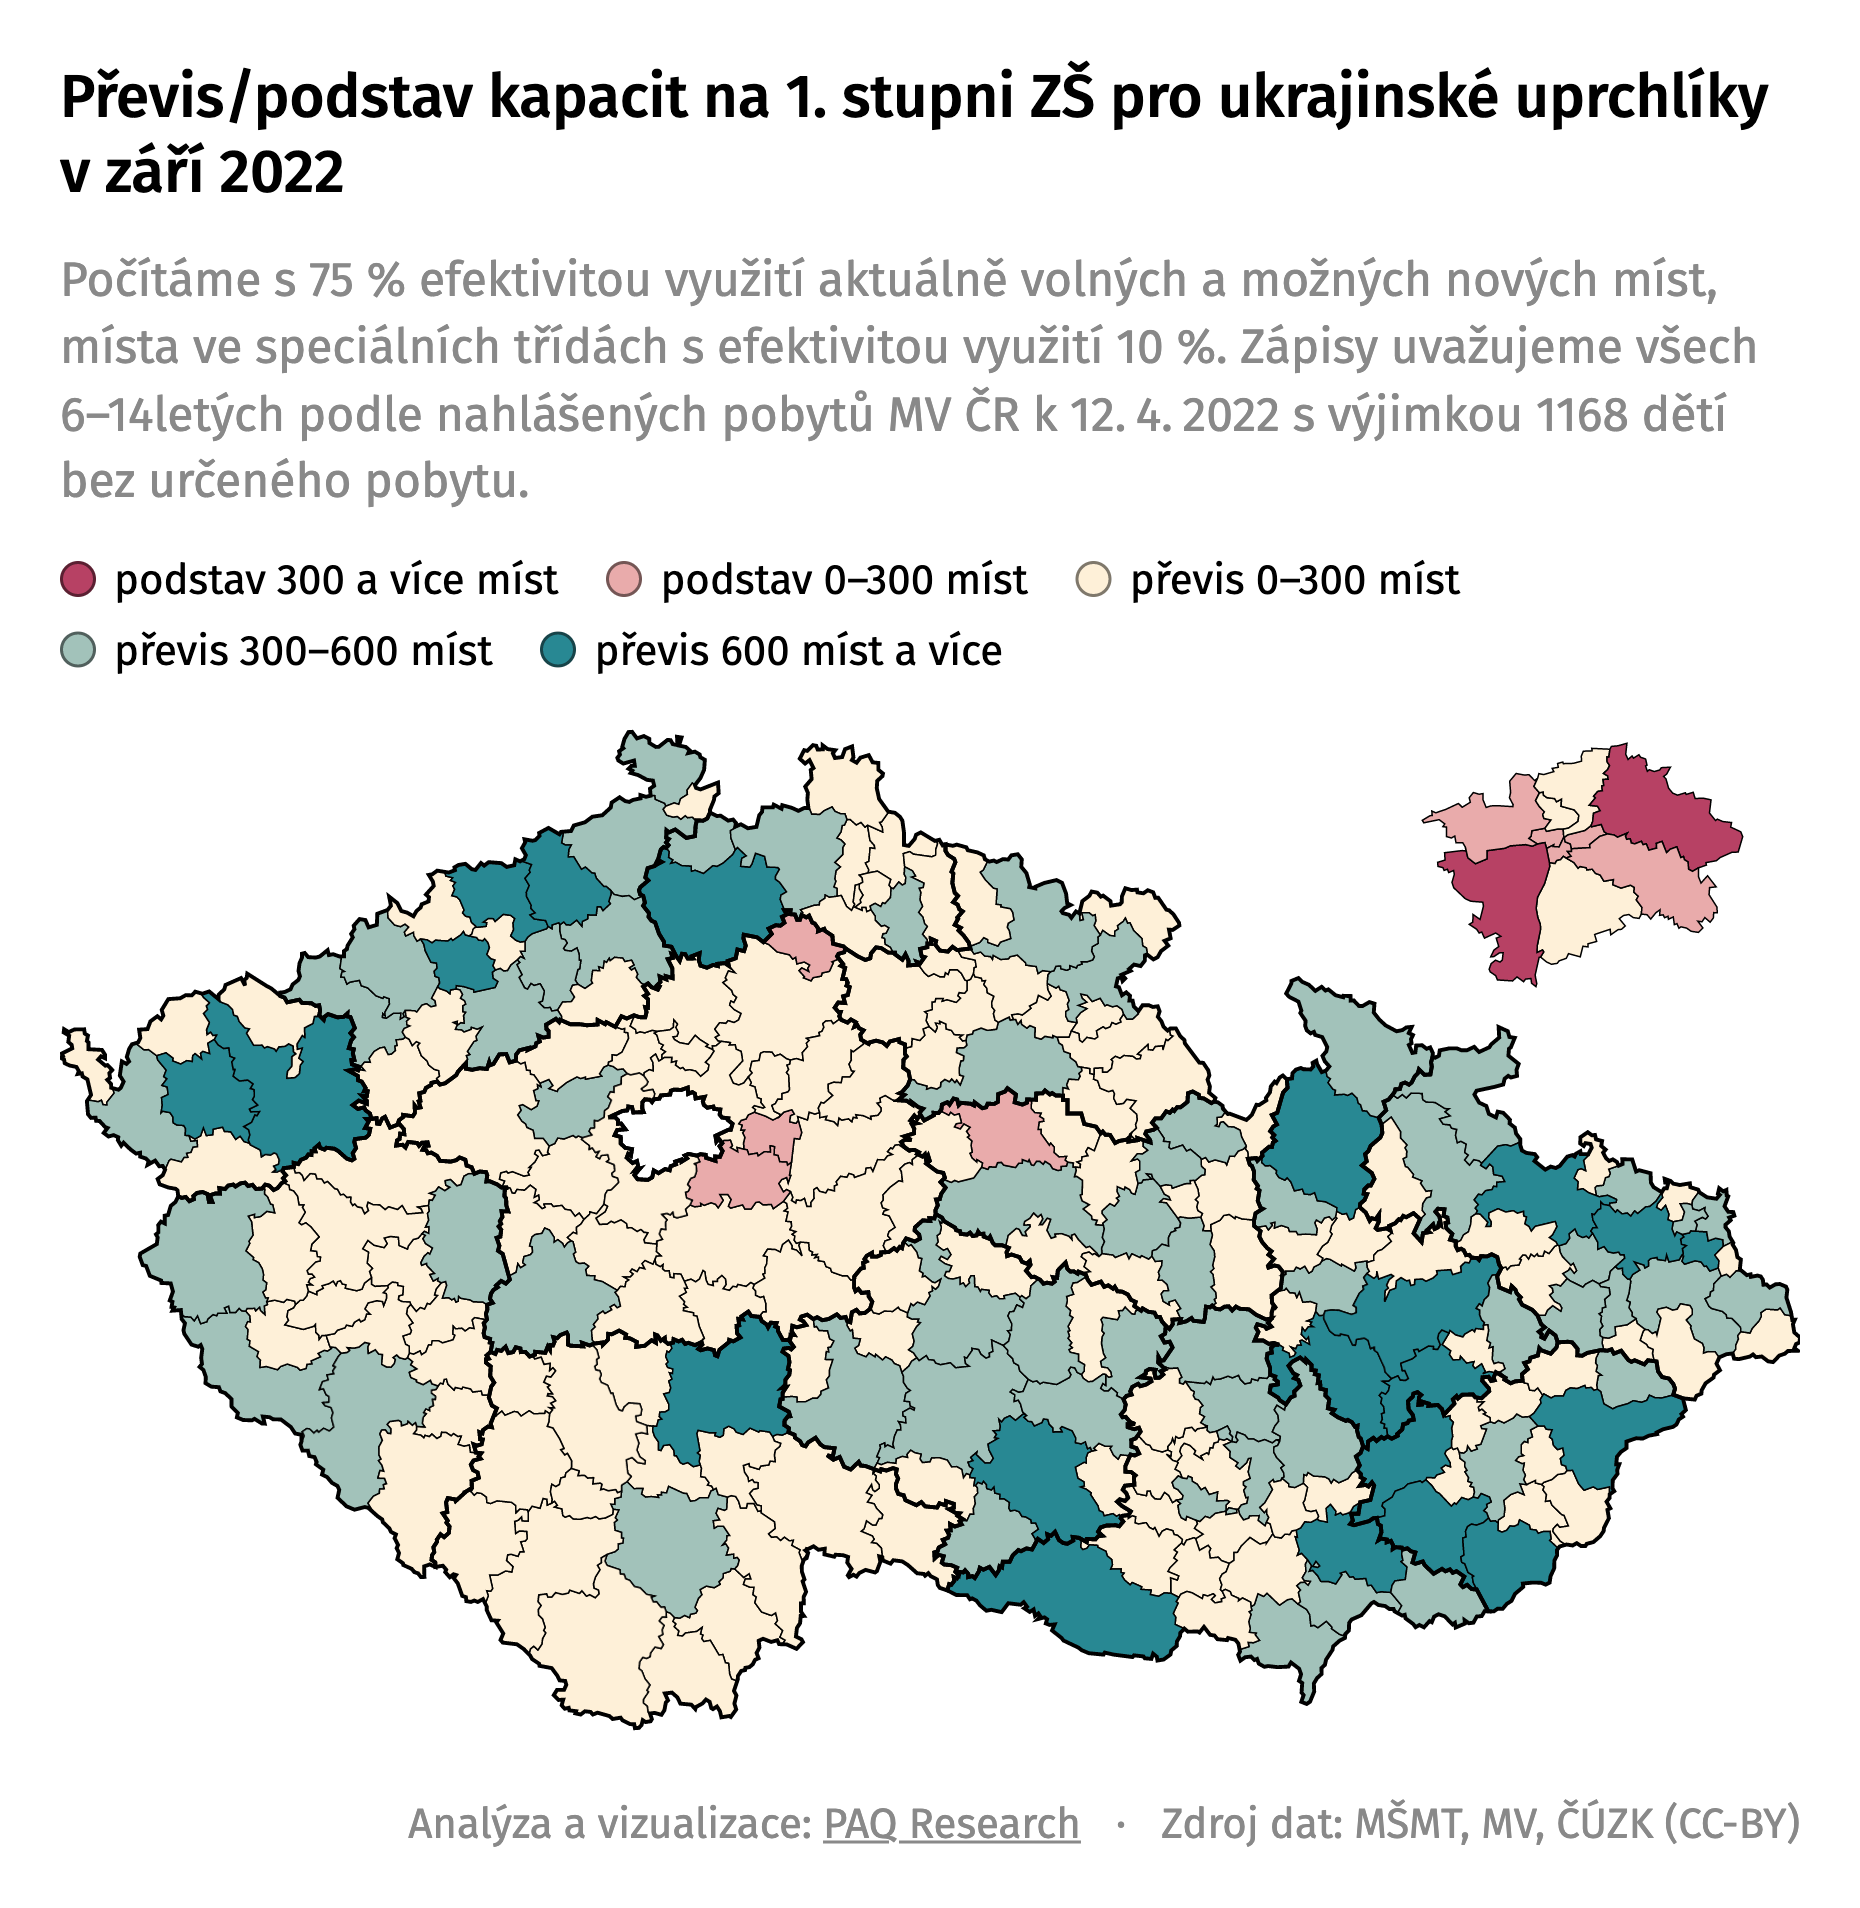 Převis/podstav kapacit na 1. stupni ZŠ pro ukrajinské uprchlíky
v září 2022
Počítáme s 75 % efektivitou využití aktuálně volných a možných nových míst,
místa ve speciálních třídách s efektivitou využití 10 %. Zápisy uvažujeme všech
6–14letých podle nahlášených pobytů MV ČR k 12. 4. 2022 s výjimkou 1168 dětí
bez určeného pobytu.
podstav 300 a více míst podstav 0–300 míst převis 0–300 míst
převis 300–600 míst převis 600 míst a více
Analýza a vizualizace: PAQ Research · Zdroj dat: MŠMT, MV, ČÚZK (CC-BY)